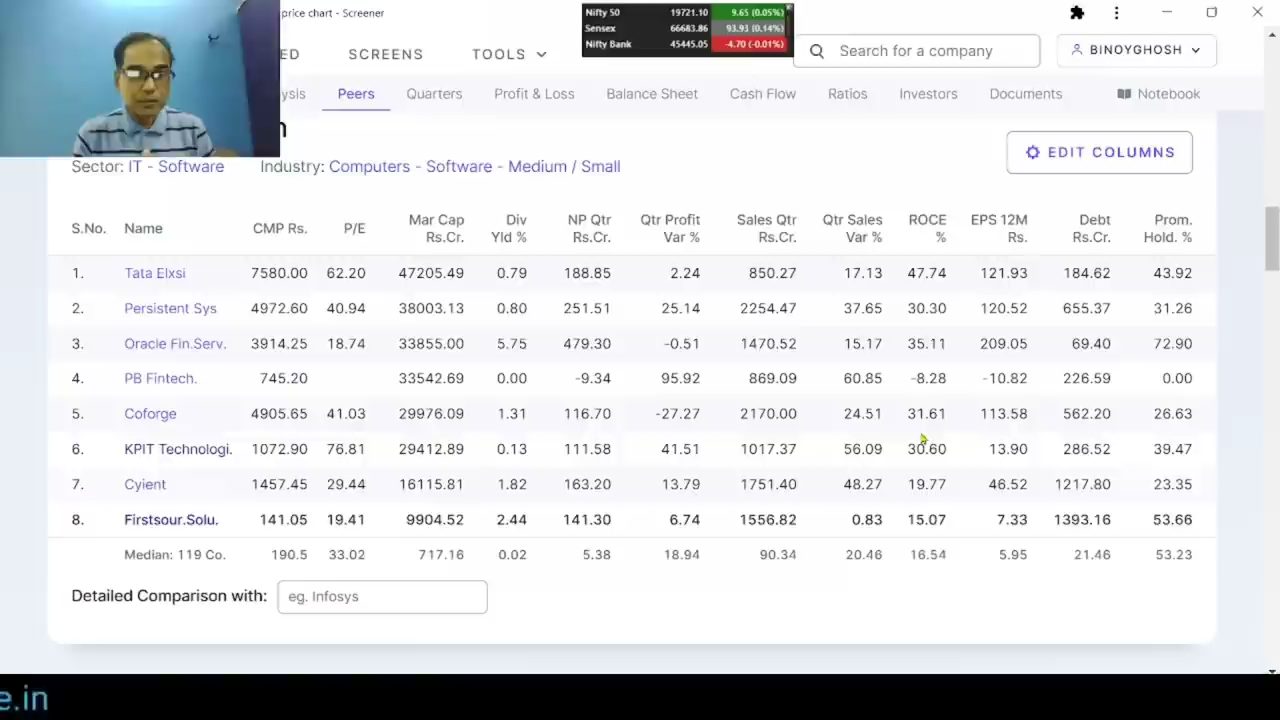 price chart - Screener
Nifty 50 19721.10 9.65 (0.05%)
Sensex 66683.86 93.93 (0.14%)
Nifty Bank 45445.05 -4.70 (-0.01%)
ED SCREENS TOOLS Search for a company BINOYGHOSH
ysis Peers Quarters Profit & Loss Balance Sheet Cash Flow Ratios Investors Documents Notebook
n
Sector: IT - Software Industry: Computers - Software - Medium / Small EDIT COLUMNS
S.No. Name CMP Rs. P/E Mar Cap Rs.Cr. Div Yld % NP Qtr Rs.Cr. Qtr Profit Var % Sales Qtr Rs.Cr. Qtr Sales Var % ROCE % EPS 12M Rs. Debt Rs.Cr. Prom. Hold. %
1. Tata Elxsi 7580.00 62.20 47205.49 0.79 188.85 2.24 850.27 17.13 47.74 121.93 184.62 43.92
2. Persistent Sys 4972.60 40.94 38003.13 0.80 251.51 25.14 2254.47 37.65 30.30 120.52 655.37 31.26
3. Oracle Fin.Serv. 3914.25 18.74 33855.00 5.75 479.30 -0.51 1470.52 15.17 35.11 209.05 69.40 72.90
4. PB Fintech. 745.20 33542.69 0.00 -9.34 95.92 869.09 60.85 -8.28 -10.82 226.59 0.00
5. Coforge 4905.65 41.03 29976.09 1.31 116.70 -27.27 2170.00 24.51 31.61 113.58 562.20 26.63
6. KPIT Technologi. 1072.90 76.81 29412.89 0.13 111.58 41.51 1017.37 56.09 30.60 13.90 286.52 39.47
7. Cyient 1457.45 29.44 16115.81 1.82 163.20 13.79 1751.40 48.27 19.77 46.52 1217.80 23.35
8. Firstsour.Solu. 141.05 19.41 9904.52 2.44 141.30 6.74 1556.82 0.83 15.07 7.33 1393.16 53.66
Median: 119 Co. 190.5 33.02 717.16 0.02 5.38 18.94 90.34 20.46 16.54 5.95 21.46 53.23
Detailed Comparison with: eg. Infosys
e.in